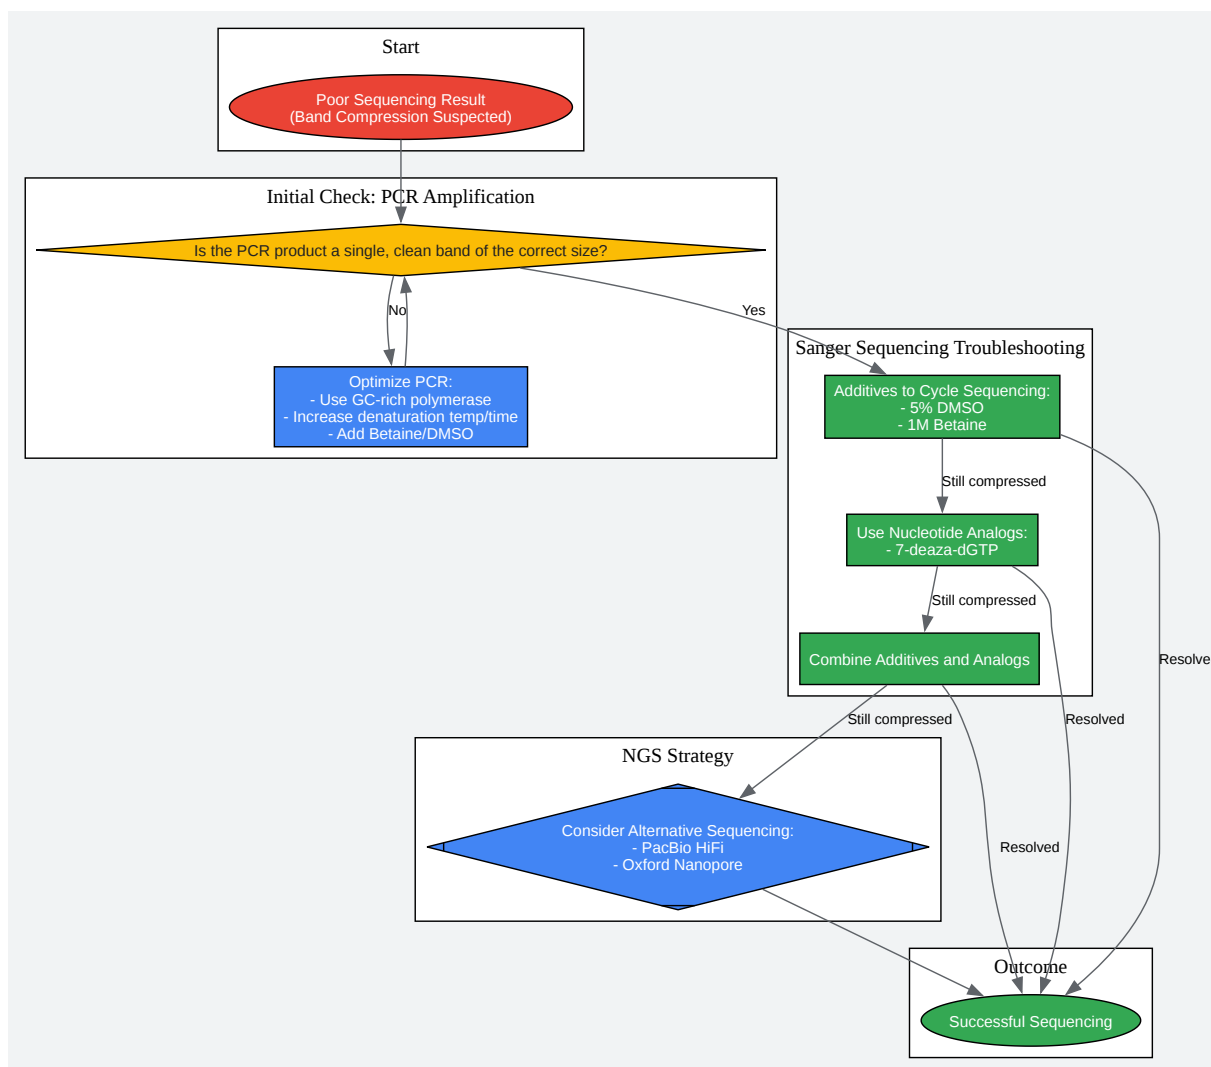 Start
Poor Sequencing Result
(Band Compression Suspected)
Initial Check: PCR Amplification
Is the PCR product a single, clean band of the correct size?
No
Yes
Optimize PCR:
- Use GC-rich polymerase
- Increase denaturation temp/time
- Add Betaine/DMSO
Sanger Sequencing Troubleshooting
Additives to Cycle Sequencing:
- 5% DMSO
- 1M Betaine
Still compressed
Use Nucleotide Analogs:
- 7-deaza-dGTP
Still compressed
Combine Additives and Analogs
Resolve
Still compressed
Resolved
NGS Strategy
Consider Alternative Sequencing:
- PacBio HiFi
- Oxford Nanopore
Resolved
Outcome
Successful Sequencing